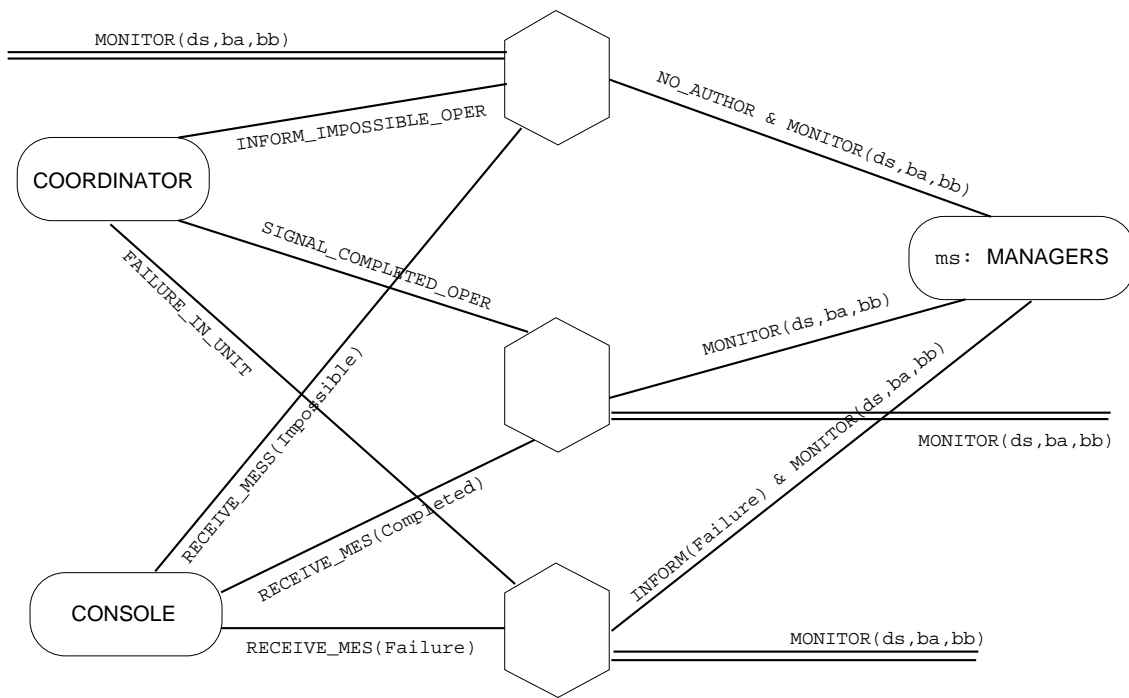 MONITOR(ds,ba,bb)
INFORM_IMPOSSIBLE_OPER
NO_AUTHOR & MONITOR(ds,ba,bb)
COORDINATOR
SIGNAL_COMPLETED_OPER
ms: MANAGERS
FAILURE_IN_UNIT
MONITOR(ds,ba,bb)
RECEIVE_MESS(Impossible)
MONITOR(ds,ba,bb)
RECEIVE_MES(Completed)
INFORM(Failure) & MONITOR(ds,ba,bb)
CONSOLE
RECEIVE_MES(Failure)
MONITOR(ds,ba,bb)